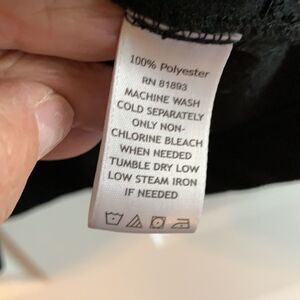 100% Polyester
RN 81893
MACHINE WASH
COLD SEPARATELY
ONLY NON-
CHLORINE BLEACH
WHEN NEEDED
TUMBLE DRY LOW
LOW STEAM IRON
IF NEEDED